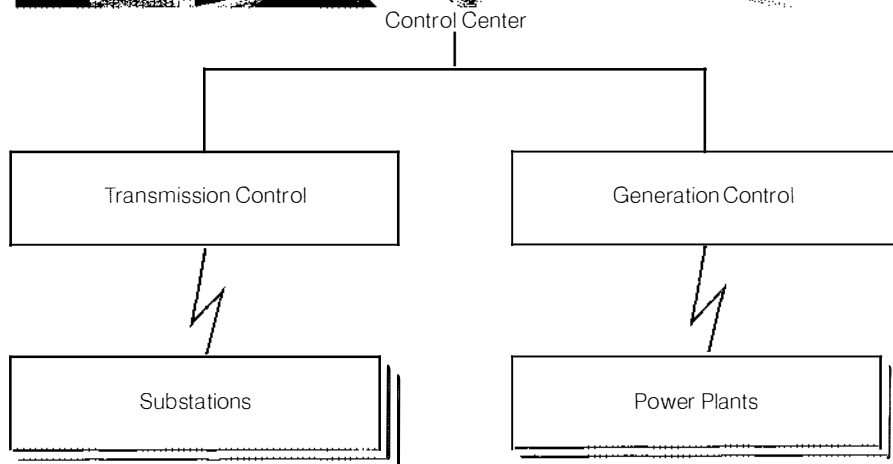 Control Center
Transmission Control
Generation Control
Substations
Power Plants